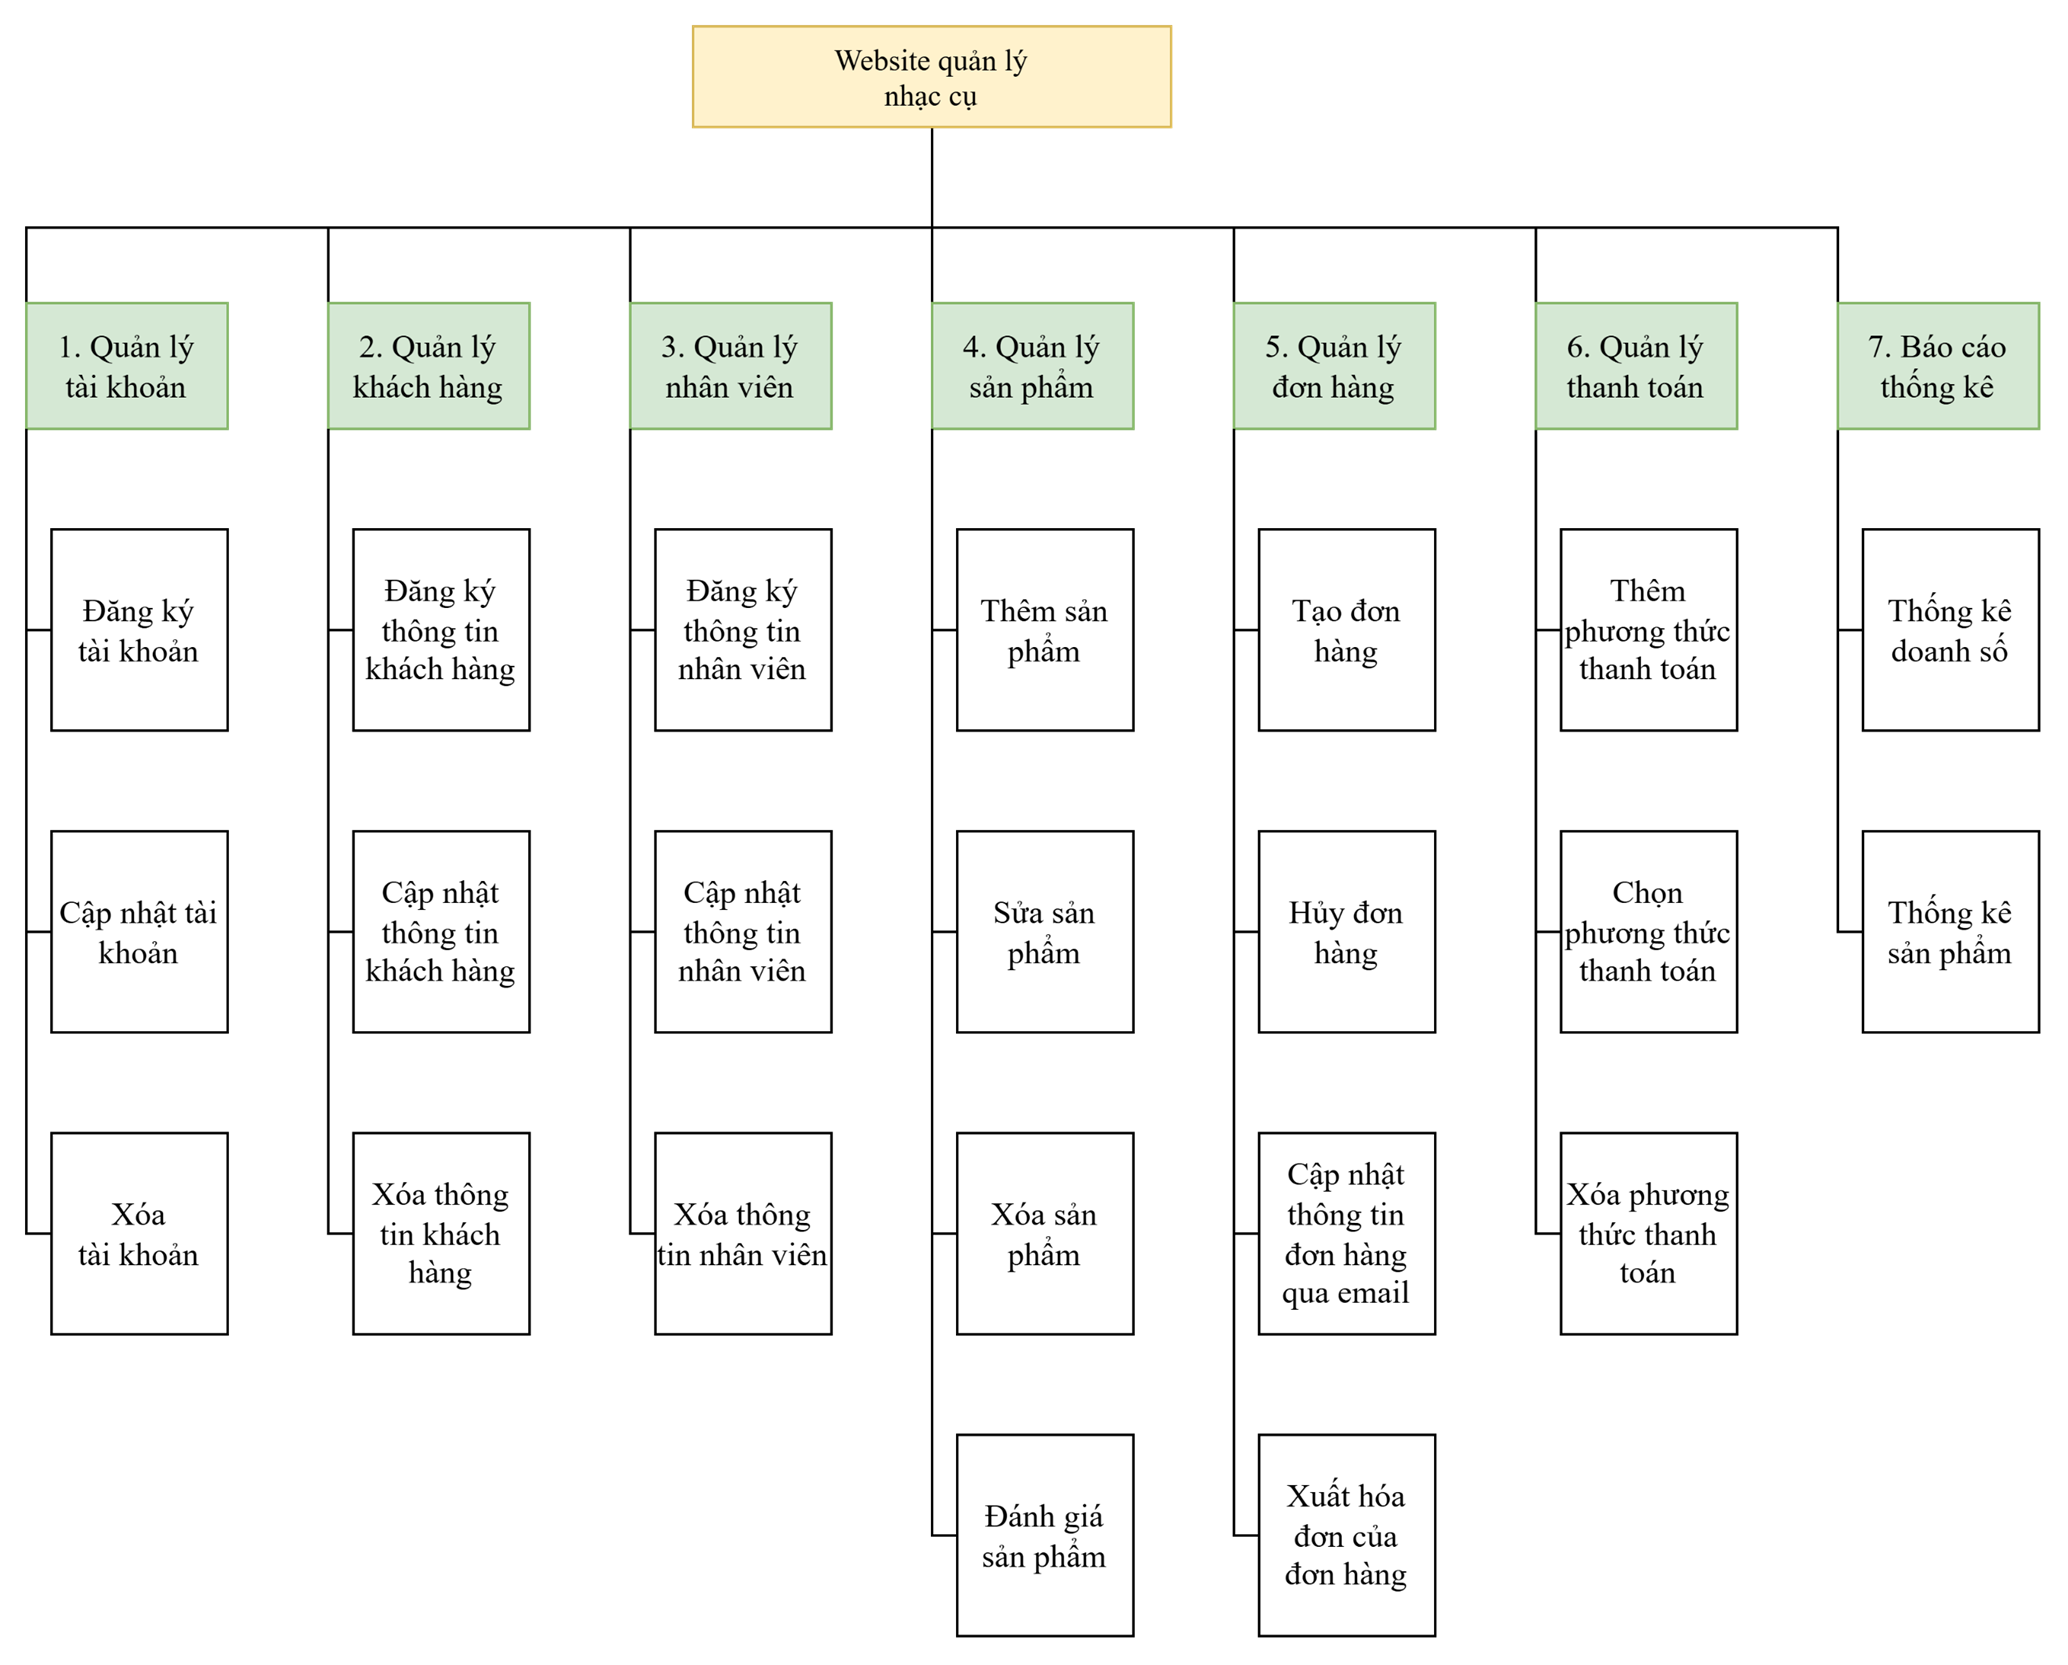 Website quản lý
nhạc cụ
1. Quản lý
tài khoản
2. Quản lý
khách hàng
3. Quản lý
nhân viên
4. Quản lý
sản phẩm
5. Quản lý
đơn hàng
6. Quản lý
thanh toán
7. Báo cáo
thống kê
Đăng ký
tài khoản
Đăng ký
thông tin
khách hàng
Đăng ký
thông tin
nhân viên
Thêm sản
phẩm
Tạo đơn
hàng
Thêm
phương thức
thanh toán
Thống kê
doanh số
Cập nhật tài
khoản
Cập nhật
thông tin
khách hàng
Cập nhật
thông tin
nhân viên
Sửa sản
phẩm
Hủy đơn
hàng
Chọn
phương thức
thanh toán
Thống kê
sản phẩm
Xóa
tài khoản
Xóa thông
tin khách
hàng
Xóa thông
tin nhân viên
Xóa sản
phẩm
Cập nhật
thông tin
đơn hàng
qua email
Xóa phương
thức thanh
toán
Đánh giá
sản phẩm
Xuất hóa
đơn của
đơn hàng